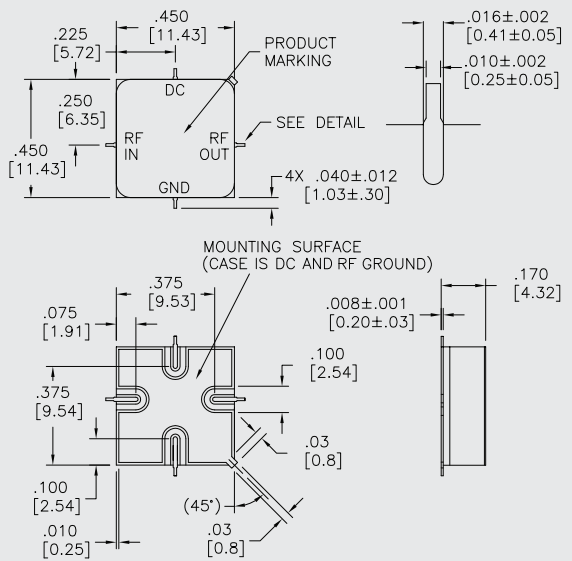 .450
[11.43]
.225
[5.72]
PRODUCT
MARKING
.016±.002
[0.41±0.05]
.010±.002
[0.25±0.05]
DC
.250
[6.35]
.450
[11.43]
RF
IN
RF
OUT
SEE DETAIL
GND
4X .040±.012
[1.03±.30]
MOUNTING SURFACE
(CASE IS DC AND RF GROUND)
.375
[9.53]
.075
[1.91]
.170
[4.32]
.008±.001
[0.20±.03]
.100
[2.54]
.375
[9.54]
.03
[0.8]
.100
[2.54]
(45°)
.010
[0.25]
.03
[0.8]